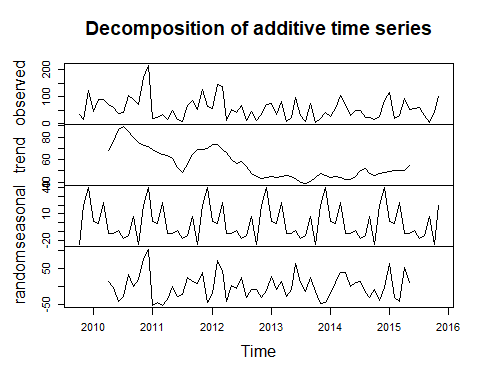 Decomposition of additive time series
observed
0 100 200
trend
40 60 80
seasonal
-20 10 40
random
-50 50
2010 2011 2012 2013 2014 2015 2016
Time